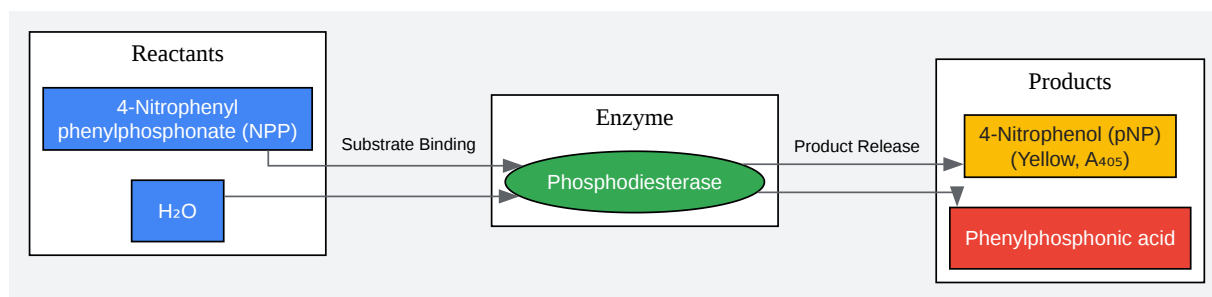 Reactants
4-Nitrophenyl
phenylphosphonate (NPP)
H₂O
Substrate Binding
Enzyme
Phosphodiesterase
Product Release
Products
4-Nitrophenol (pNP)
(Yellow, A₄₀₅)
Phenylphosphonic acid